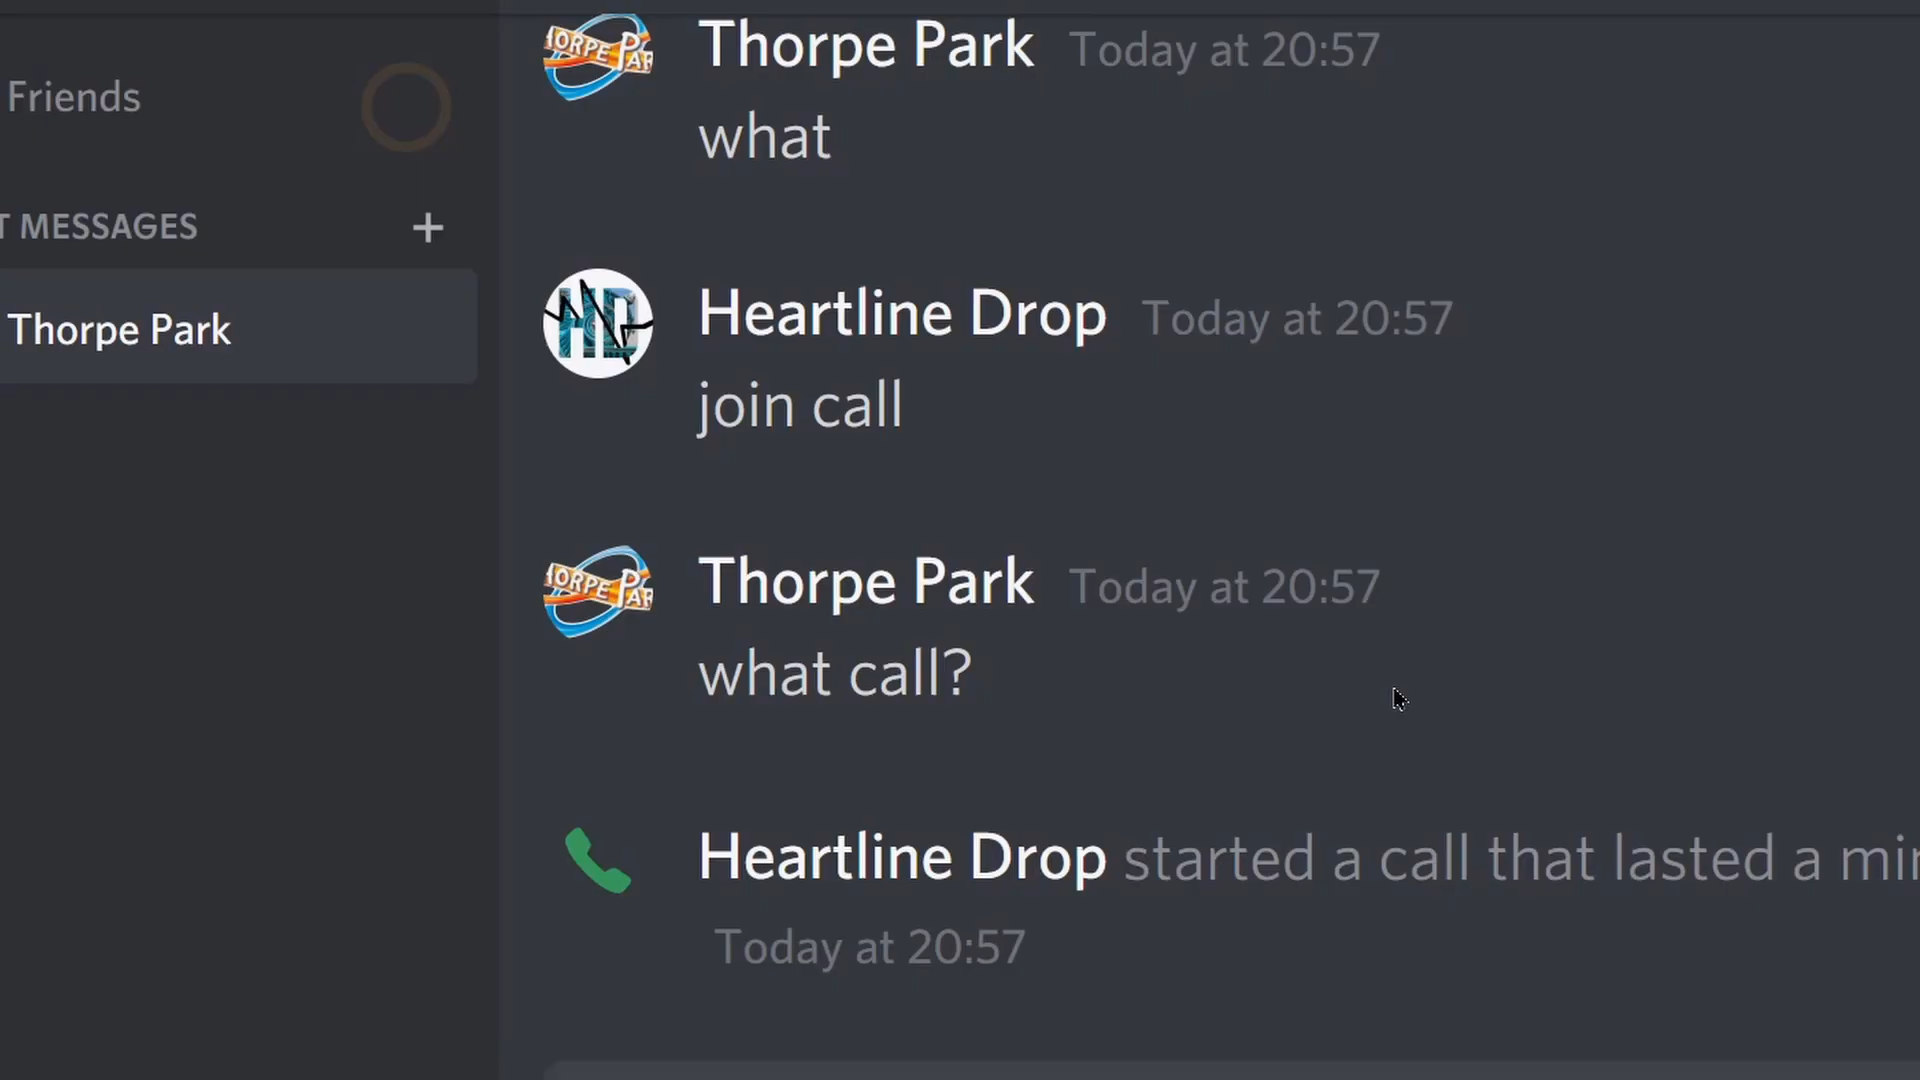 Friends
T MESSAGES
Thorpe Park
Thorpe Park Today at 20:57
what
Heartline Drop Today at 20:57
join call
Thorpe Park Today at 20:57
what call?
Heartline Drop started a call that lasted a
Today at 20:57